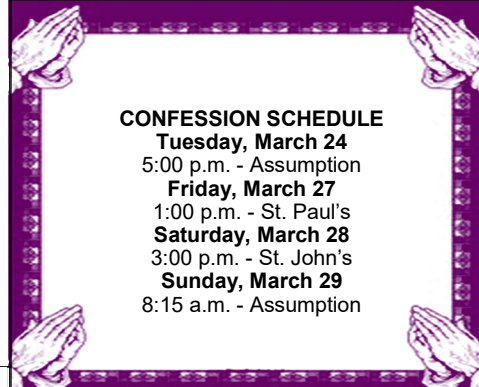 CONFESSION SCHEDULE
Tuesday, March 24
5:00 p.m. - Assumption
Friday, March 27
1:00 p.m. - St. Paul’s
Saturday, March 28
3:00 p.m. - St. John’s
Sunday, March 29
8:15 a.m. - Assumption